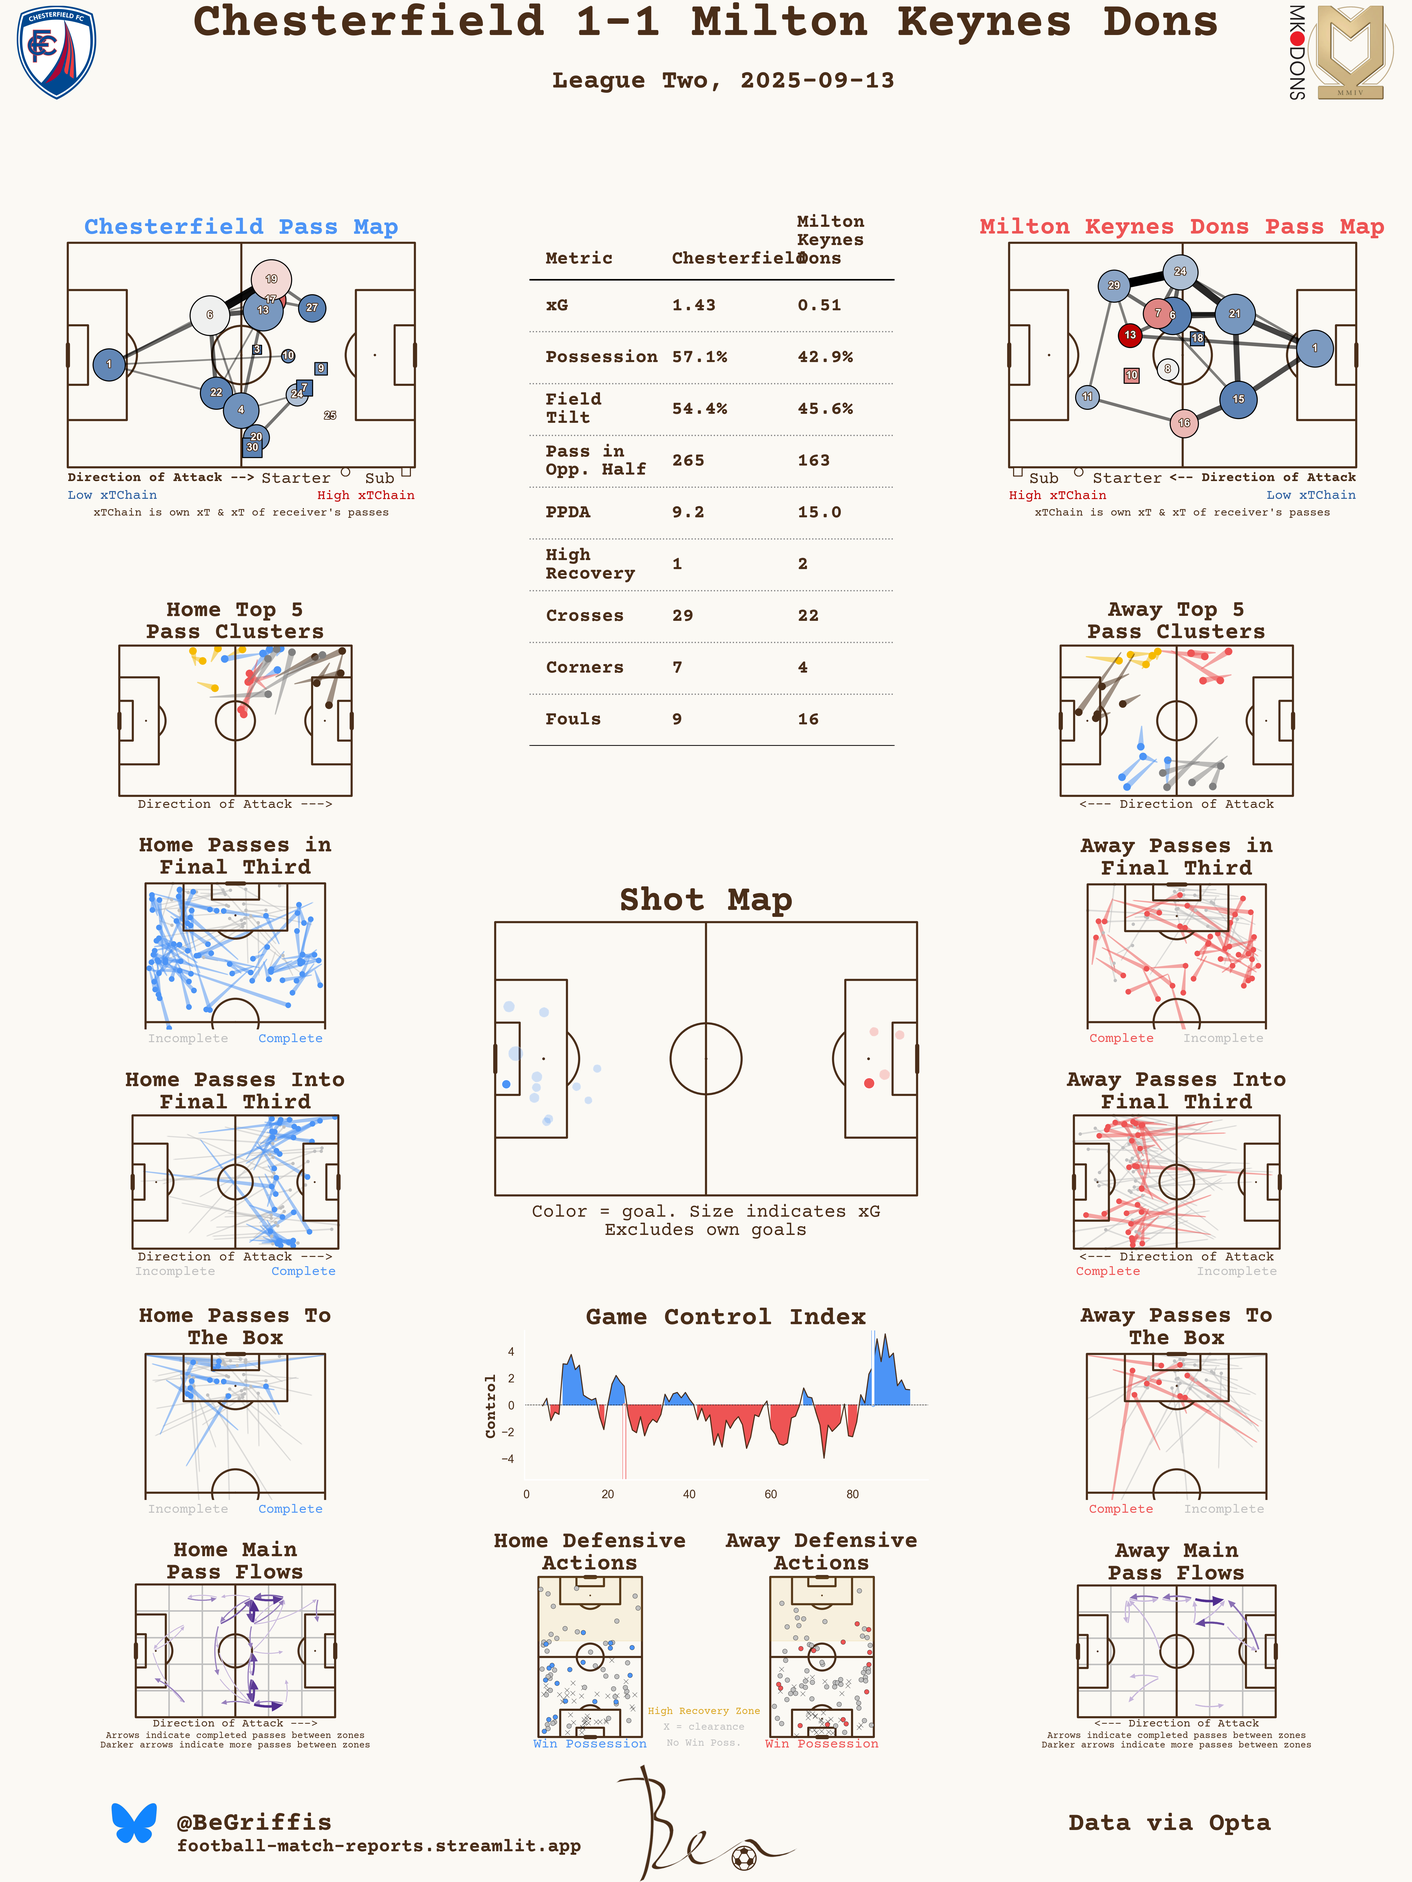 Chesterfield 1-1 Milton Keynes Dons
League Two, 2025-09-13
CHESTERFIELD FC
MK DONS
MMIV
Chesterfield Pass Map
19
17
6
13
27
3
10
1
9
22
7
24
4
25
20
30
Direction of Attack --> Starter Sub
Low xTChain High xTChain
xTChain is own xT & xT of receiver's passes
Metric Chesterfield Milton Keynes Dons
xG 1.43 0.51
Possession 57.1% 42.9%
Field Tilt 54.4% 45.6%
Pass in Opp. Half 265 163
PPDA 9.2 15.0
High Recovery 1 2
Crosses 29 22
Corners 7 4
Fouls 9 16
Milton Keynes Dons Pass Map
24
29
7
6
21
13
18
1
8
10
11
15
16
Sub Starter <-- Direction of Attack
High xTChain Low xTChain
xTChain is own xT & xT of receiver's passes
Home Top 5
Pass Clusters
Direction of Attack --->
Away Top 5
Pass Clusters
<--- Direction of Attack
Home Passes in
Final Third
Incomplete Complete
Away Passes in
Final Third
Complete Incomplete
Shot Map
Color = goal. Size indicates xG
Excludes own goals
Home Passes Into
Final Third
Direction of Attack --->
Incomplete Complete
Away Passes Into
Final Third
<--- Direction of Attack
Complete Incomplete
Home Passes To
The Box
Incomplete Complete
Game Control Index
Control
4
2
0
−2
−4
0 20 40 60 80
Away Passes To
The Box
Complete Incomplete
Home Main
Pass Flows
Direction of Attack --->
Arrows indicate completed passes between zones
Darker arrows indicate more passes between zones
Home Defensive
Actions
Win Possession
High Recovery Zone
X = clearance
No Win Poss.
Away Defensive
Actions
Win Possession
Away Main
Pass Flows
<--- Direction of Attack
Arrows indicate completed passes between zones
Darker arrows indicate more passes between zones
@BeGriffis
football-match-reports.streamlit.app
Ben
Data via Opta